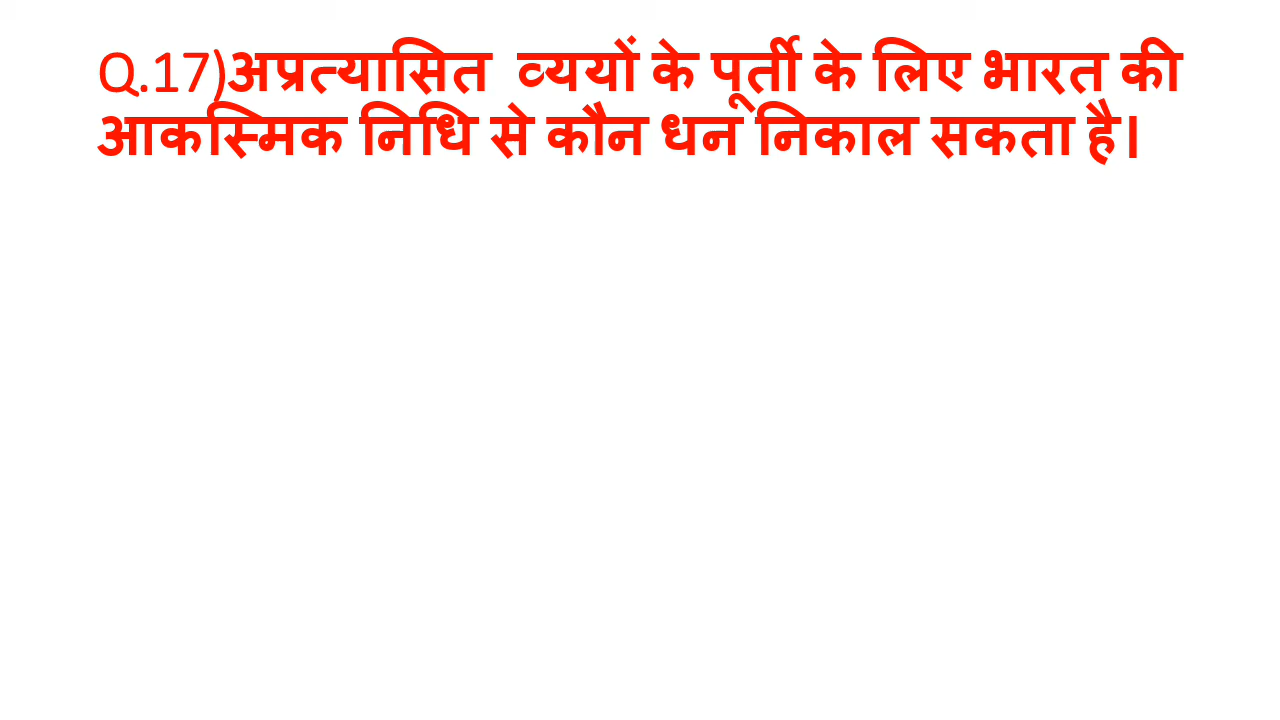 Q.17)अप्रत्यासित व्ययों के पूर्ती के लिए भारत की
आकस्मिक निधि से कौन धन निकाल सकता है।